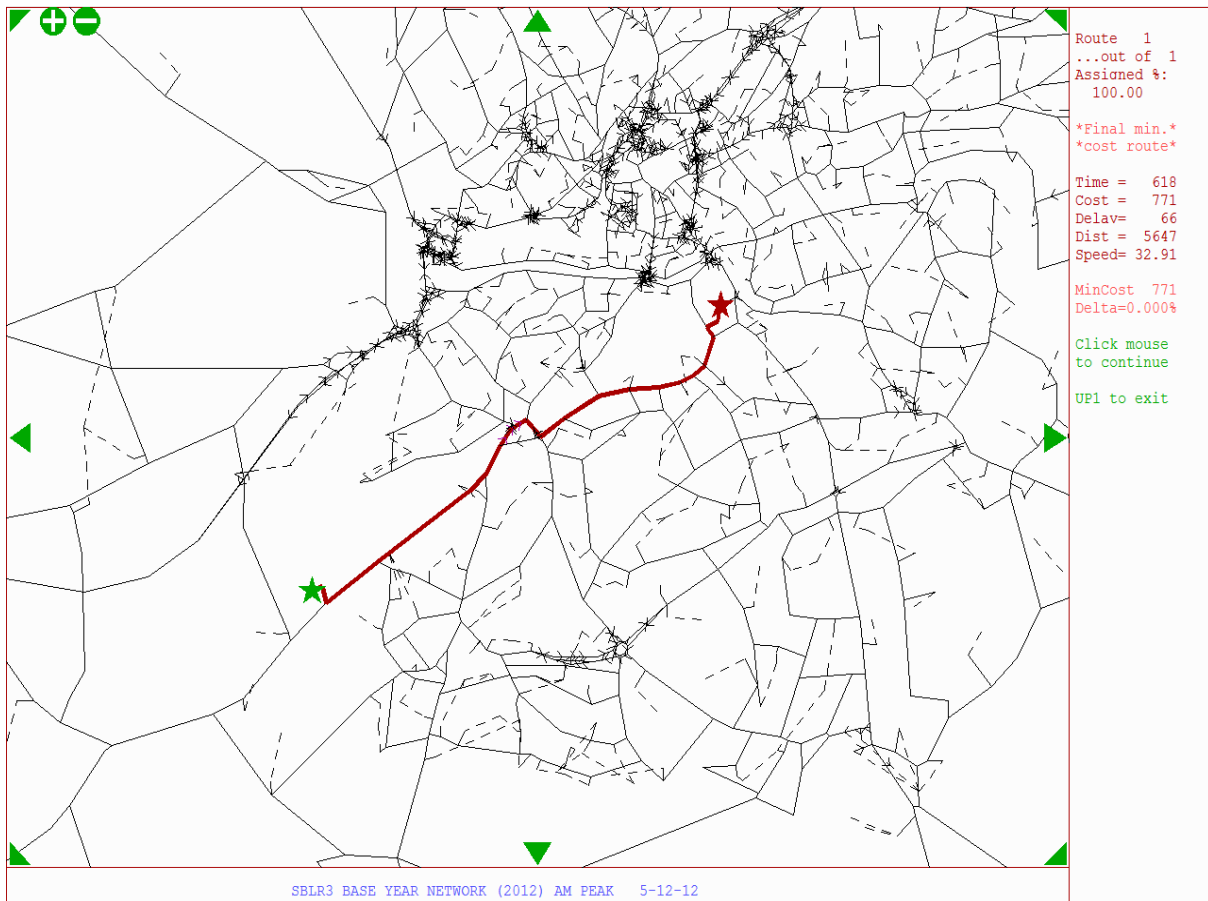 Route 1
...out of 1
Assigned %:
100.00
*Final min.*
*cost route*
Time = 618
Cost = 771
Delay= 66
Dist = 5647
Speed= 32.91
MinCost 771
Delta=0.000%
Click mouse
to continue
UP1 to exit
SBLR3 BASE YEAR NETWORK (2012) AM PEAK 5-12-12